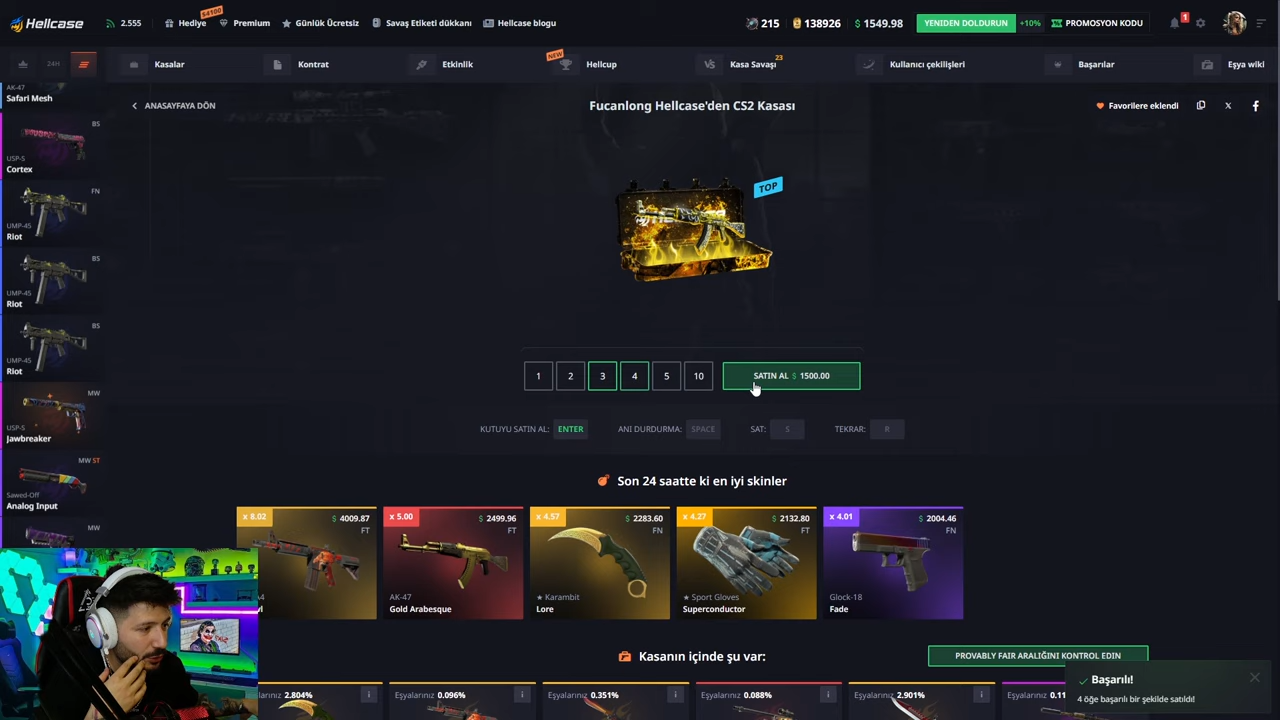 HELLCASE
2.555
Hediye
$4100
Premium
Günlük Ücretsiz
Savaş Etiketi dükkanı
Hellcase blogu
215
138926
$ 1549.98
YENİDEN DOLDURUN
+10%
PROMOSYON KODU
1
24H
Kasalar
Kontrat
Etkinlik
NEW
Hellcup
VS
Kasa Savaşı
23
Kullanıcı çekilişleri
Başarılar
Eşya wiki
ANASAYFAYA DÖN
Fucanlong Hellcase'den CS2 Kasası
Favorilere eklendi
AK-47
Safari Mesh
BS
USP-S
Cortex
FN
UMP-45
Riot
BS
UMP-45
Riot
BS
UMP-45
Riot
MW
USP-S
Jawbreaker
MW ST
Sawed-Off
Analog Input
MW
TOP
1
2
3
4
5
10
SATIN AL $ 1500.00
KUTUYU SATIN AL: ENTER
ANI DURDURMA: SPACE
SAT: S
TEKRAR: R
Son 24 saatte ki en iyi skinler
x 8.02
$ 4009.87
FT
x 5.00
$ 2499.96
FT
AK-47
Gold Arabesque
x 4.57
$ 2283.60
FN
★ Karambit
Lore
x 4.27
$ 2132.80
FT
★ Sport Gloves
Superconductor
x 4.01
$ 2004.46
FN
Glock-18
Fade
Kasanın içinde şu var:
PROVABLY FAIR ARALIĞINI KONTROL EDIN
2.804%
Eşyalarınız 0.096%
Eşyalarınız 0.351%
Eşyalarınız 0.088%
Eşyalarınız 2.901%
Eşyalarınız
Başarılı!
4 öğe başarılı bir şekilde satıldı!